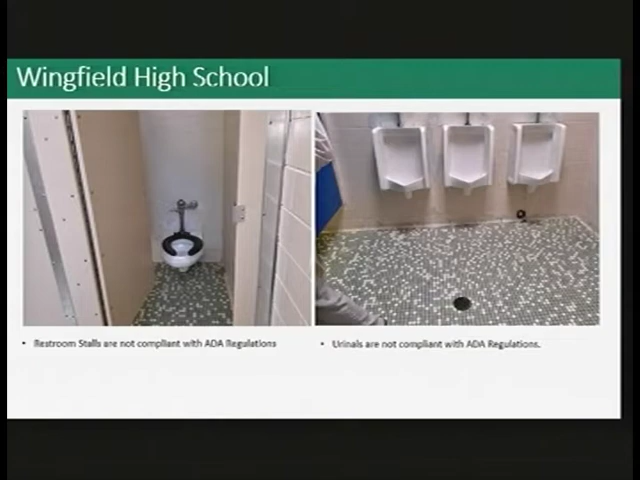 Wingfield High School
• Restroom Stalls are not compliant with ADA Regulations
• Urinals are not compliant with ADA Regulations.